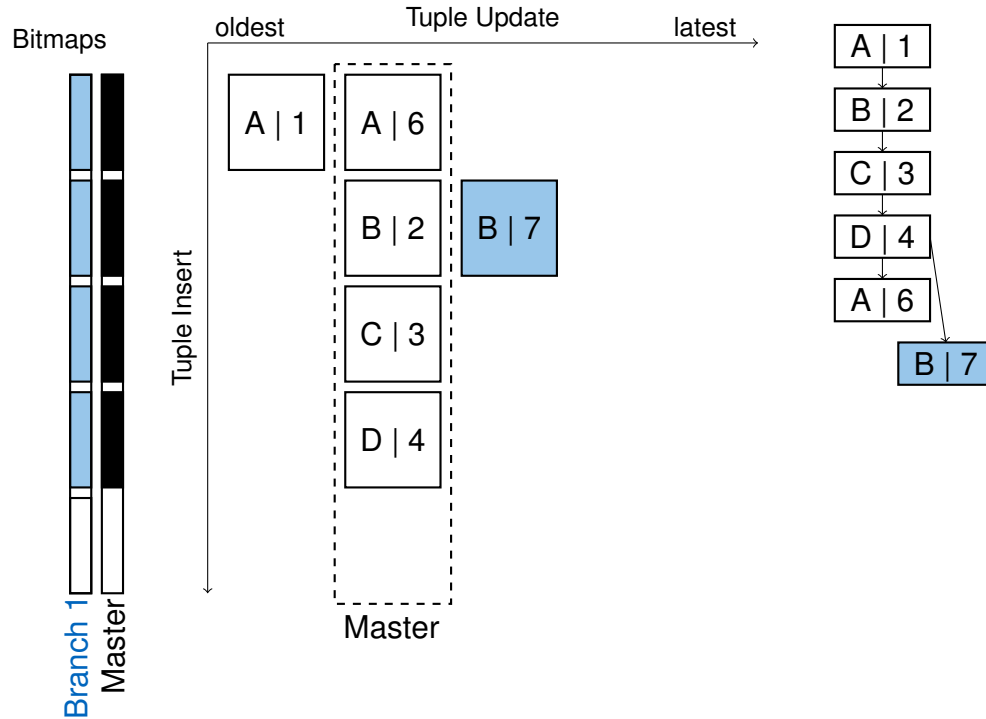 Tuple Update
Bitmaps
oldest
latest
A | 1
A | 6
B | 2
B | 7
C | 3
D | 4
Tuple Insert
Master
Branch 1
Master
A | 1
B | 2
C | 3
D | 4
A | 6
B | 7